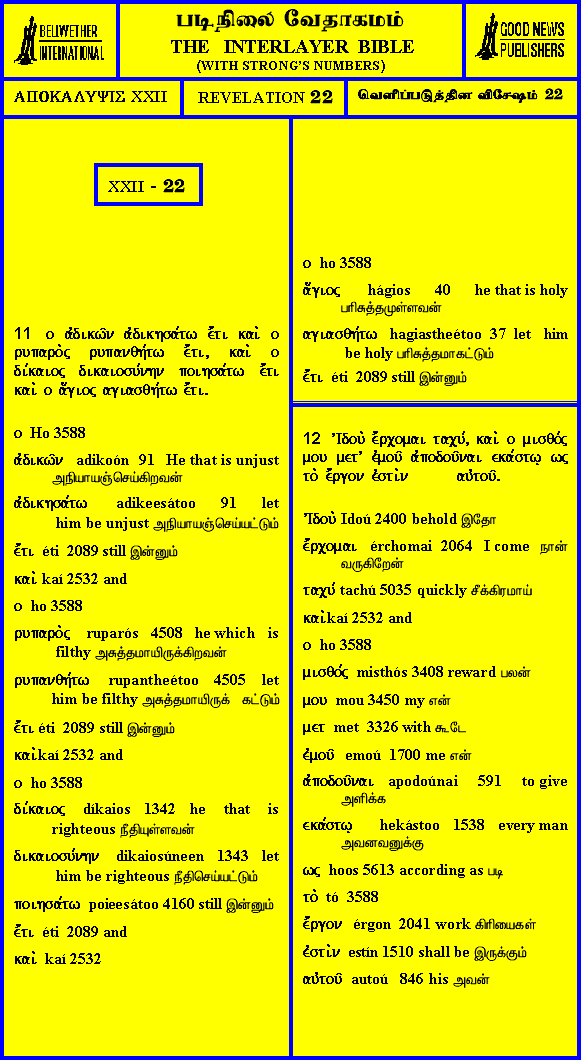 BELLWETHER
INTERNATIONAL
படிநிலை வேதாகமம்
THE INTERLAYER BIBLE
(WITH STRONG'S NUMBERS)
GOOD NEWS
PUBLISHERS
ΑΠΟΚΑΛΥΨΙΣ XXII
REVELATION 22
வெளிப்படுத்தின விசேஷம் 22
XXII - 22
11 ο ἀδικῶν ἀδικησάτω ἔτι καὶ ο
ρυπαρὸς ρυπανθήτω ἔτι, καὶ ο
δίκαιος δικαιοσύνην ποιησάτω ἔτι
καὶ ο ἅγιος αγιασθήτω ἔτι.
ο Ho 3588
ἀδικῶν adikoón 91 He that is unjust
அநியாயஞ்செய்கிறவன்
ἀδικησάτω adikeesátoo 91 let
him be unjust அநியாயஞ்செய்யட்டும்
ἔτι éti 2089 still இன்னும்
καὶ kaí 2532 and
ο ho 3588
ρυπαρὸς ruparós 4508 he which is
filthy அசுத்தமாயிருக்கிறவன்
ρυπανθήτω rupantheétoo 4505 let
him be filthy அசுத்தமாயிருக் கட்டும்
ἔτι éti 2089 still இன்னும்
καὶ kaí 2532 and
ο ho 3588
δίκαιος díkaios 1342 he that is
righteous நீதியுள்ளவன்
δικαιοσύνην dikaiosúneen 1343 let
him be righteous நீதிசெய்யட்டும்
ποιησάτω poieesátoo 4160 still இன்னும்
ἔτι éti 2089 and
καὶ kaí 2532
ο ho 3588
ἅγιος hágios 40 he that is holy
பரிசுத்தமுள்ளவன்
αγιασθήτω hagiastheétoo 37 let him
be holy பரிசுத்தமாகட்டும்
ἔτι éti 2089 still இன்னும்
12 Ἰδοὺ ἔρχομαι ταχύ, καὶ ο μισθός
μου μετ' ἐμοῦ ἀποδοῦναι εκάστῳ ως
τὸ ἔργον ἐστὶν αὐτοῦ.
Ἰδοὺ Idoú 2400 behold இதோ
ἔρχομαι érchomai 2064 I come நான்
வருகிறேன்
ταχύ tachú 5035 quickly சீக்கிரமாய்
καὶ kaí 2532 and
ο ho 3588
μισθός misthós 3408 reward பலன்
μου mou 3450 my என்
μετ met 3326 with கூடே
ἐμοῦ emoú 1700 me என்
ἀποδοῦναι apodoúnai 591 to give
அளிக்க
εκάστῳ hekástoo 1538 every man
அவனவனுக்கு
ως hoos 5613 according as படி
τὸ tó 3588
ἔργον érgon 2041 work கிரியைகள்
ἐστὶν estín 1510 shall be இருக்கும்
αὐτοῦ autoú 846 his அவன்